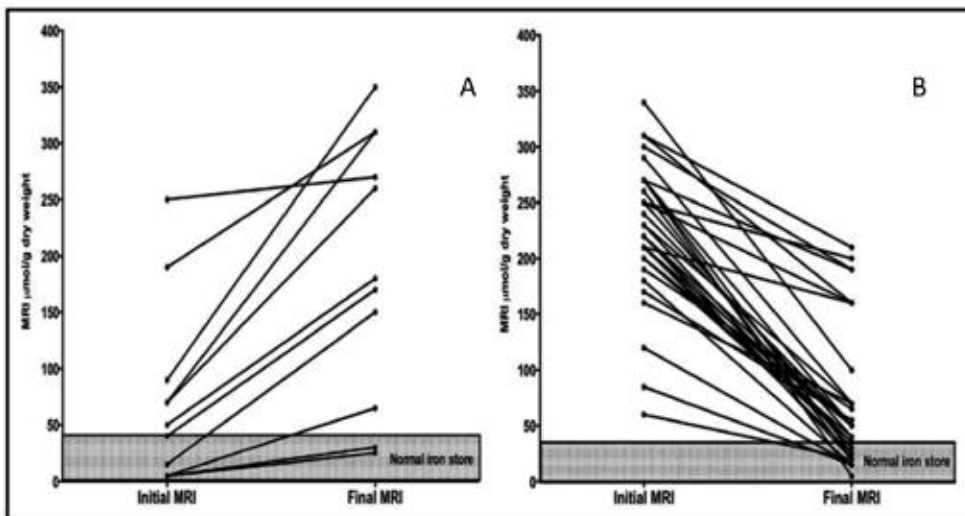 A
MRI µmol/g dry weight
400
350
300
250
200
150
100
50
0
Normal iron store
Initial MRI
Final MRI
B
MRI µmol/g dry weight
400
350
300
250
200
150
100
50
0
Normal iron store
Initial MRI
Final MRI